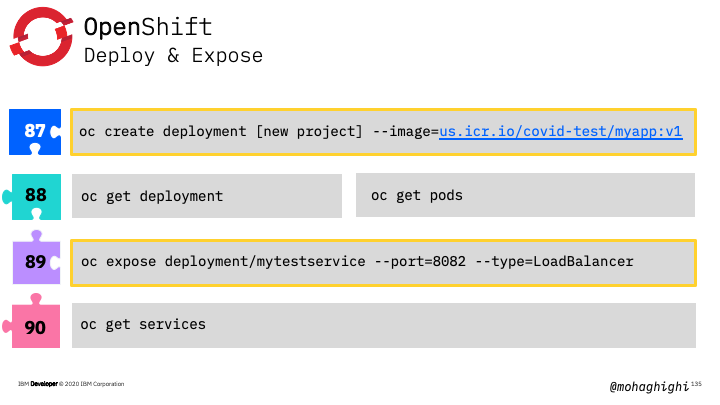 OpenShift
Deploy & Expose
87
oc create deployment [new project] --image=us.icr.io/covid-test/myapp:v1
88
oc get deployment
oc get pods
89
oc expose deployment/mytestservice --port=8082 --type=LoadBalancer
90
oc get services
IBM Developer © 2020 IBM Corporation
@mohaghighi
135